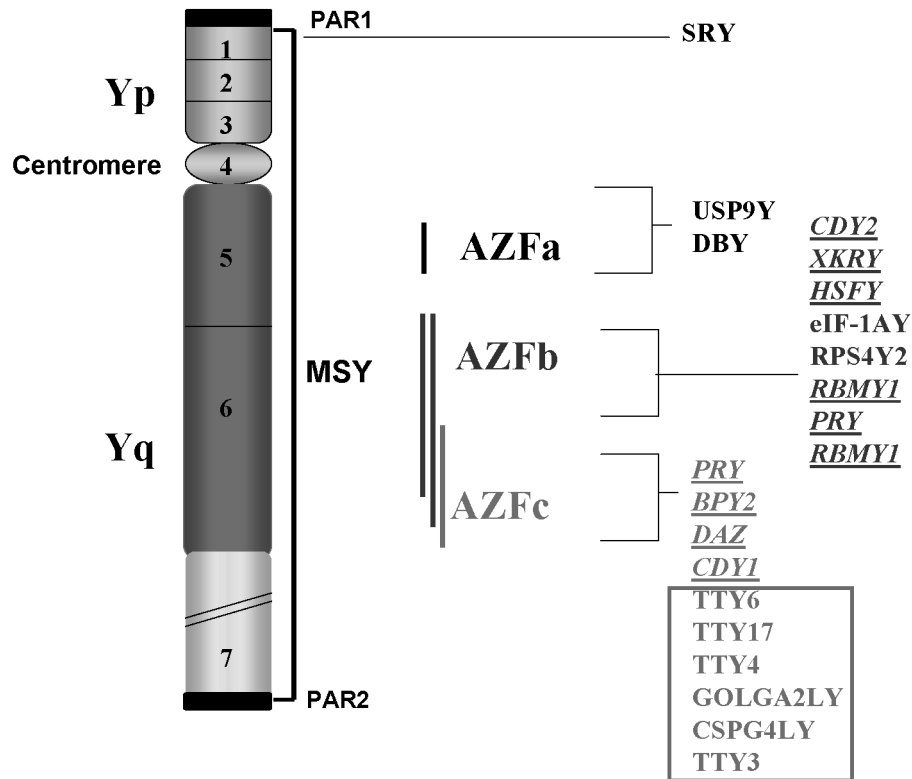 PAR1
SRY
1
2
Yp
3
Centromere
4
USP9Y
DBY
AZFa
5
CDY2
XKRY
HSFY
eIF-1AY
RPS4Y2
RBMY1
PRY
RBMY1
AZFb
MSY
6
Yq
AZFc
PRY
BPY2
DAZ
CDY1
TTY6
TTY17
TTY4
GOLGA2LY
CSPG4LY
TTY3
7
PAR2